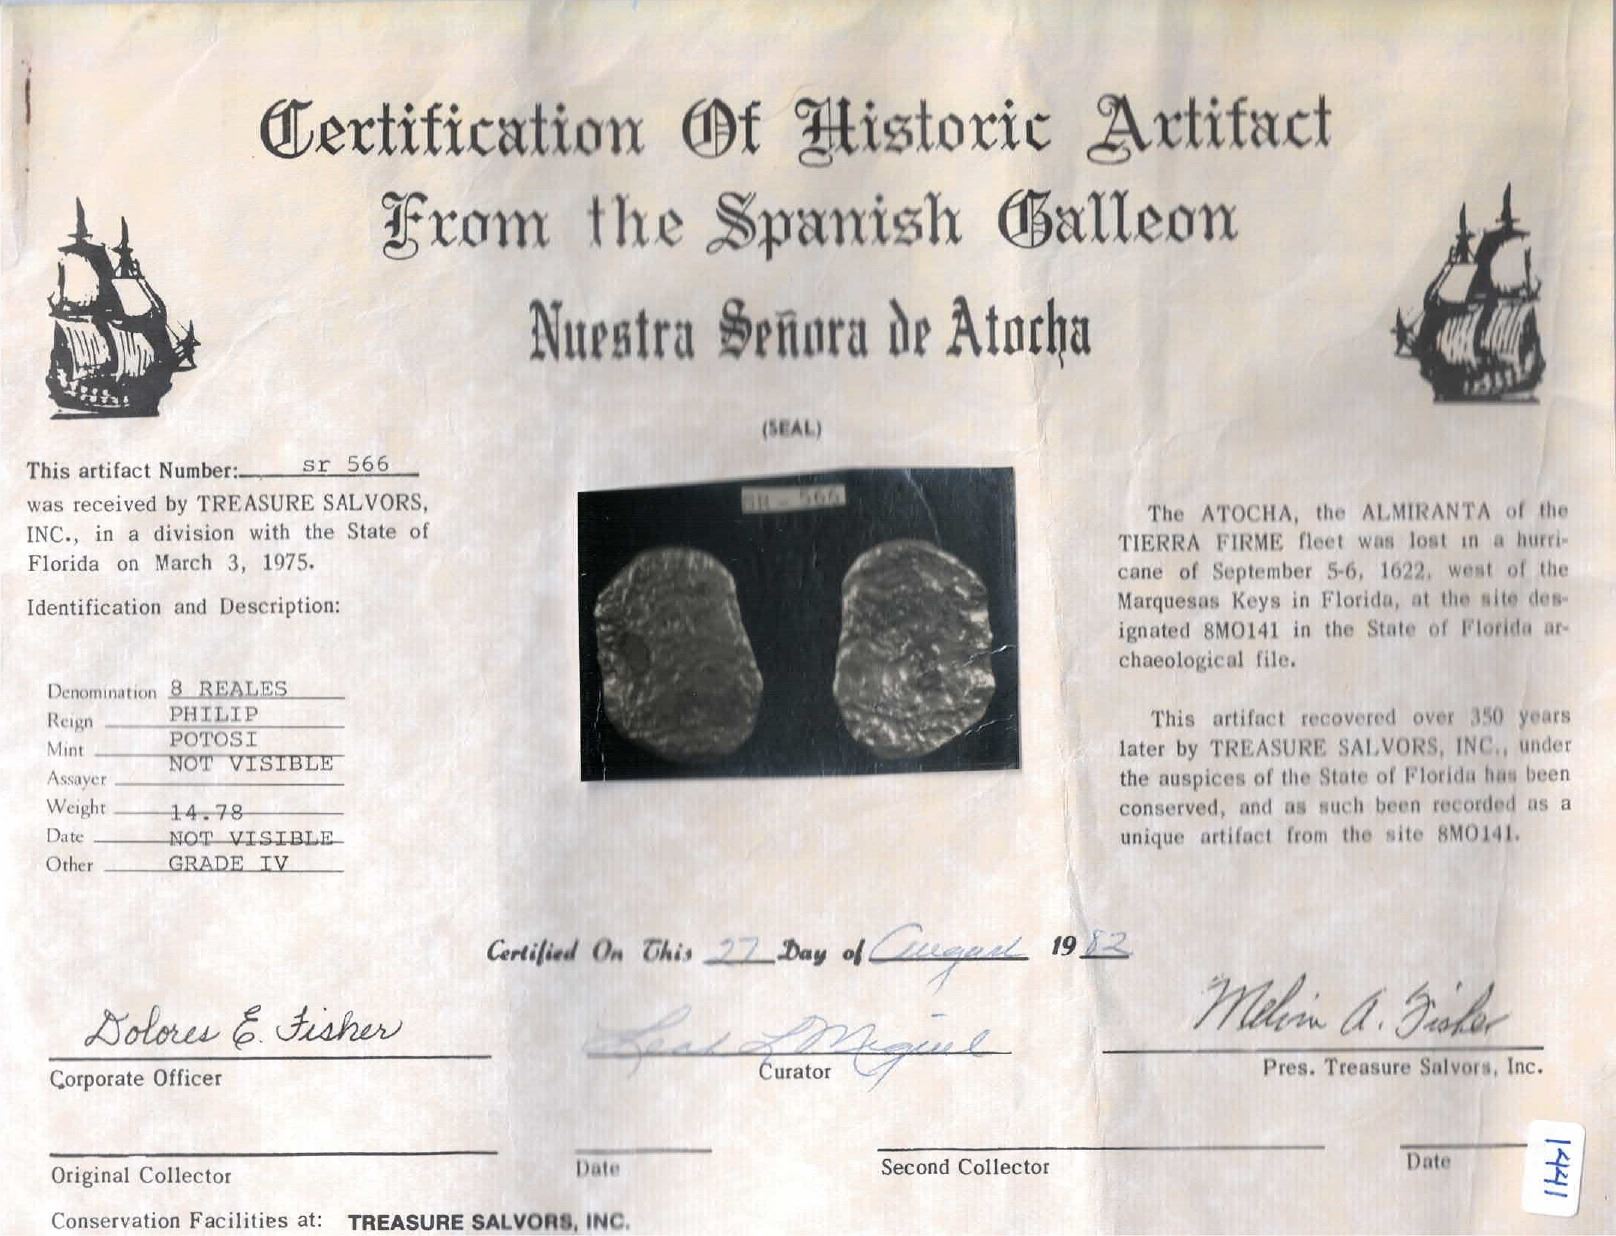 Certification Of Historic Artifact
From the Spanish Galleon
Nuestra Señora de Atocha
(SEAL)
This artifact Number: sr 566
was received by TREASURE SALVORS,
INC., in a division with the State of
Florida on March 3, 1975.
Identification and Description:
Denomination 8 REALES
Reign PHILIP
Mint POTOSI
Assayer NOT VISIBLE
Weight 14.78
Date NOT VISIBLE
Other GRADE IV
SR - 566
The ATOCHA, the ALMIRANTA of the
TIERRA FIRME fleet was lost in a hurri-
cane of September 5-6, 1622, west of the
Marquesas Keys in Florida, at the site des-
ignated 8MO141 in the State of Florida ar-
chaeological file.
This artifact recovered over 350 years
later by TREASURE SALVORS, INC., under
the auspices of the State of Florida has been
conserved, and as such been recorded as a
unique artifact from the site 8MO141.
Certified On This 27 Day of August 1982
Dolores E. Fisher
Corporate Officer
Curator
Melvin A. Fisher
Pres. Treasure Salvors, Inc.
Original Collector
Date
Second Collector
Date
1441
Conservation Facilities at: TREASURE SALVORS, INC.